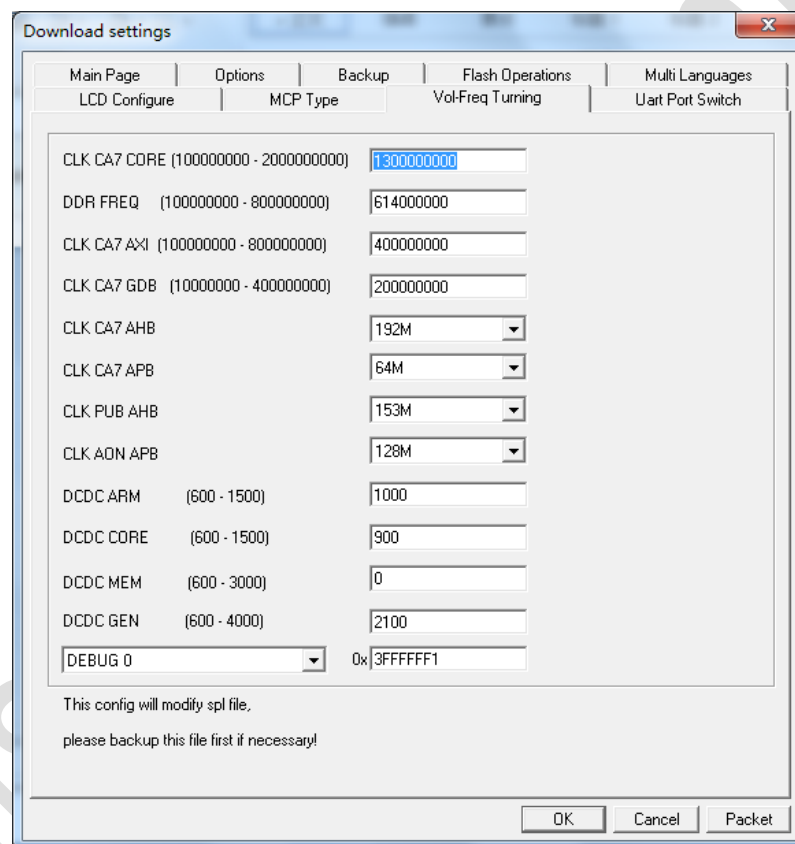 Download settings
Main Page Options Backup Flash Operations Multi Languages
LCD Configure MCP Type Vol-Freq Turning Uart Port Switch
CLK CA7 CORE (100000000 - 2000000000) 1300000000
DDR FREQ (100000000 - 800000000) 614000000
CLK CA7 AXI (100000000 - 800000000) 400000000
CLK CA7 GDB (10000000 - 400000000) 200000000
CLK CA7 AHB 192M
CLK CA7 APB 64M
CLK PUB AHB 153M
CLK AON APB 128M
DCDC ARM (600 - 1500) 1000
DCDC CORE (600 - 1500) 900
DCDC MEM (600 - 3000) 0
DCDC GEN (600 - 4000) 2100
DEBUG 0 0x 3FFFFFF1
This config will modify spl file,
please backup this file first if necessary!
OK Cancel Packet